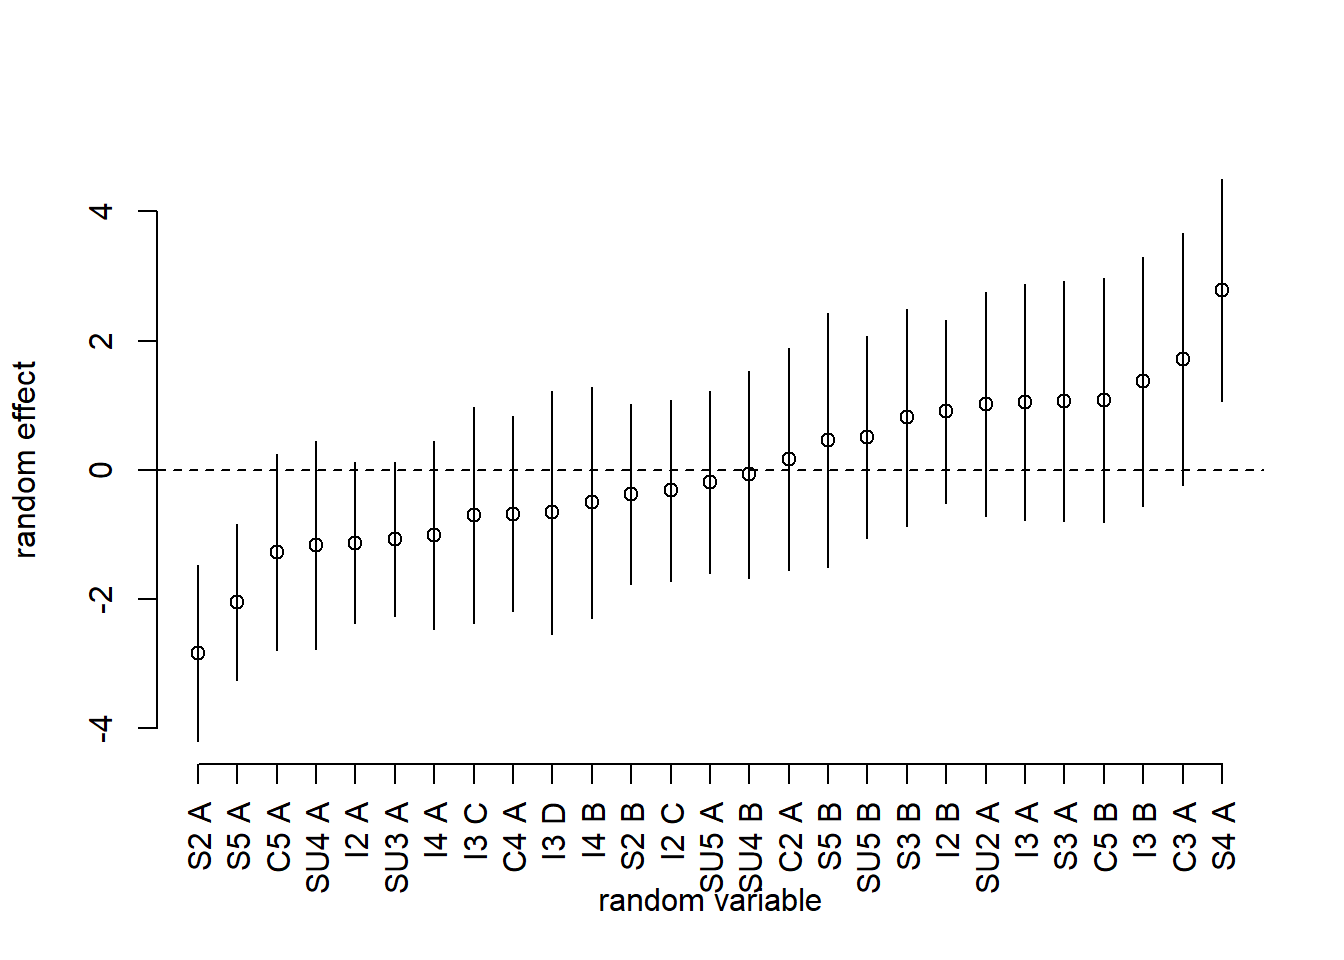 4
2
0
-2
-4
random effect
S2 A
S5 A
C5 A
SU4 A
I2 A
SU3 A
I4 A
I3 C
C4 A
I3 D
I4 B
S2 B
I2 C
SU5 A
SU4 B
C2 A
S5 B
SU5 B
S3 B
I2 B
SU2 A
I3 A
S3 A
C5 B
I3 B
C3 A
S4 A
random variable